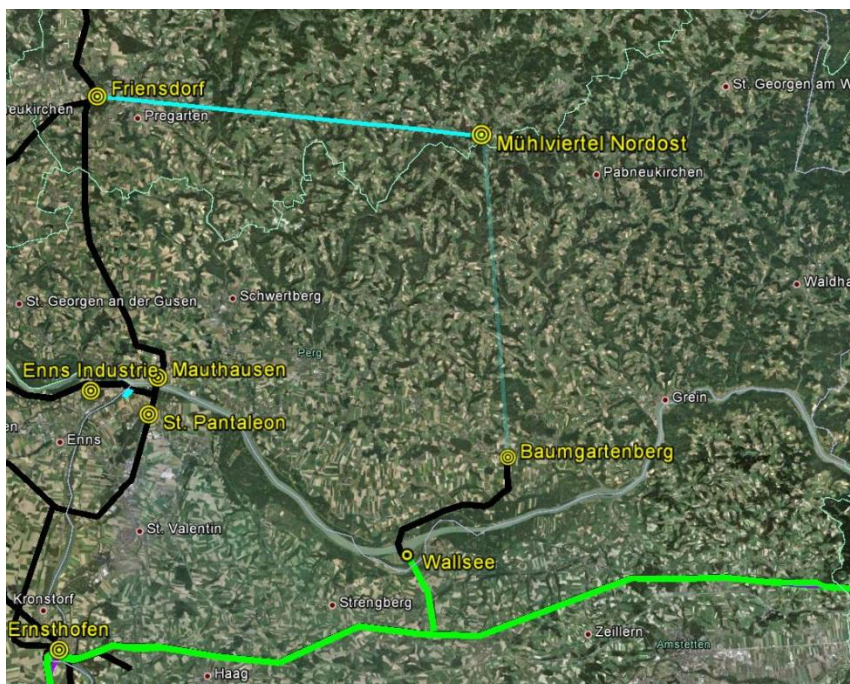 Friensdorf
eukirchen
Pregarten
St. Georgen am W
Mühlviertel Nordost
Pabneukirchen
Waldha
St. Georgen an der Gusen
Schwertberg
Perg
Enns Industrie
Mauthausen
St. Pantaleon
Enns
en
Grein
Baumgartenberg
St. Valentin
Wallsee
Kronstorf
Strengberg
Ernsthofen
Zeillern
Amstetten
Haag